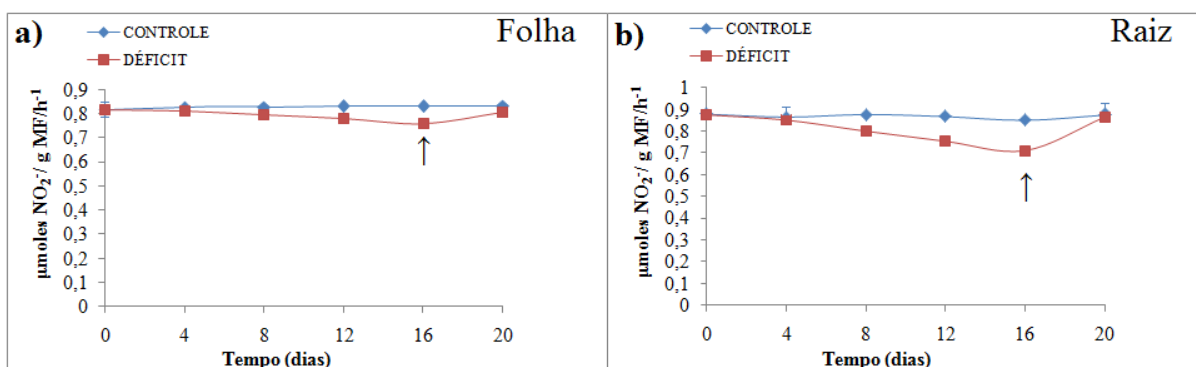 a)
CONTROLE
DÉFICIT
Folha
µmoles NO₂⁻/ g MF/h⁻¹
0,9
0,8
0,7
0,6
0,5
0,4
0,3
0,2
0,1
0
0 4 8 12 16 20
Tempo (dias)
b)
CONTROLE
DÉFICIT
Raiz
µmoles NO₂⁻/ g MF/h⁻¹
1
0,9
0,8
0,7
0,6
0,5
0,4
0,3
0,2
0,1
0
0 4 8 12 16 20
Tempo (dias)